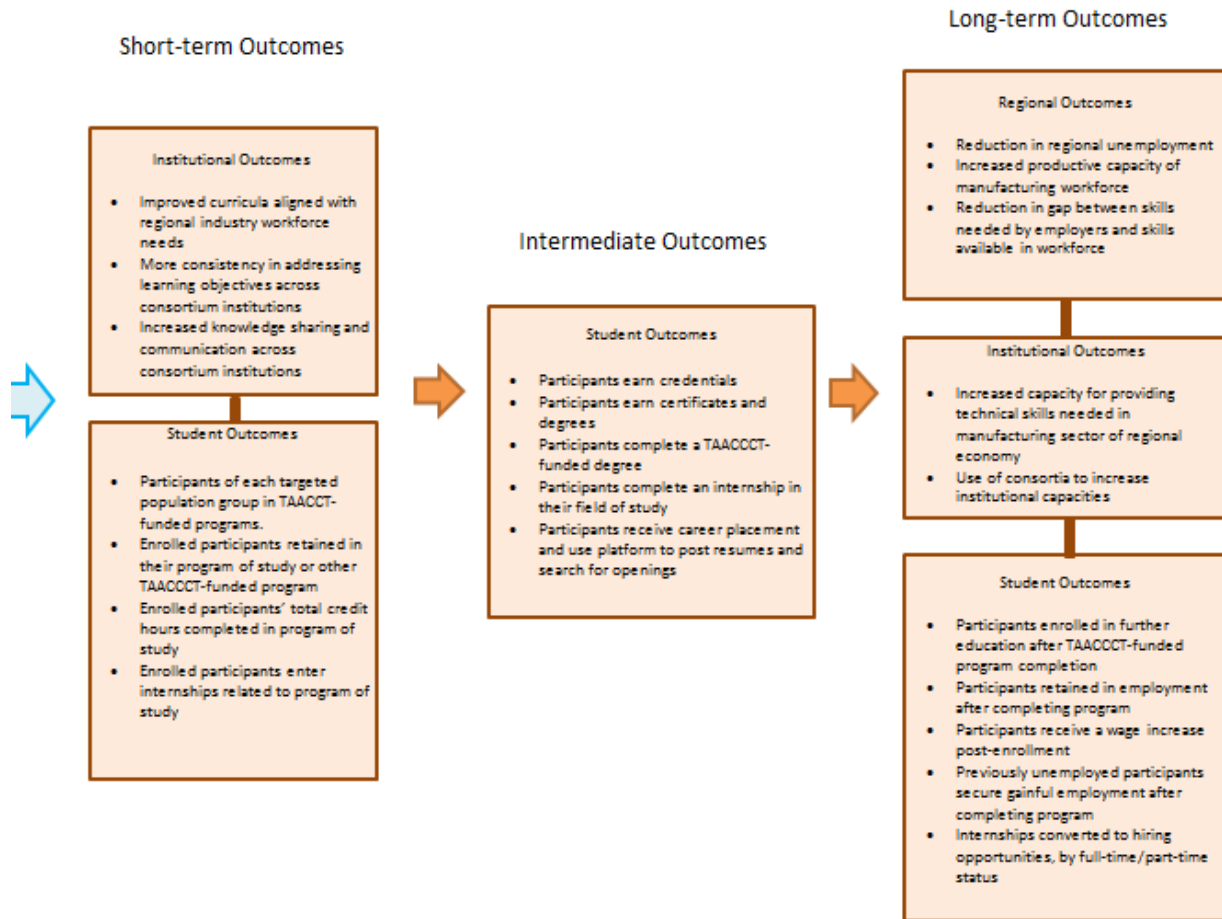 Short-term Outcomes
Institutional Outcomes
• Improved curricula aligned with
regional industry workforce
needs
• More consistency in addressing
learning objectives across
consortium institutions
• Increased knowledge sharing and
communication across
consortium institutions
Student Outcomes
• Participants of each targeted
population group in TAACCT-
funded programs.
• Enrolled participants retained in
their program of study or other
TAACCCT-funded program
• Enrolled participants’ total credit
hours completed in program of
study
• Enrolled participants enter
internships related to program of
study
Intermediate Outcomes
Student Outcomes
• Participants earn credentials
• Participants earn certificates and
degrees
• Participants complete a TAACCCT-
funded degree
• Participants complete an internship in
their field of study
• Participants receive career placement
and use platform to post resumes and
search for openings
Long-term Outcomes
Regional Outcomes
• Reduction in regional unemployment
• Increased productive capacity of
manufacturing workforce
• Reduction in gap between skills
needed by employers and skills
available in workforce
Institutional Outcomes
• Increased capacity for providing
technical skills needed in
manufacturing sector of regional
economy
• Use of consortia to increase
institutional capacities
Student Outcomes
• Participants enrolled in further
education after TAACCCT-funded
program completion
• Participants retained in employment
after completing program
• Participants receive a wage increase
post-enrollment
• Previously unemployed participants
secure gainful employment after
completing program
• Internships converted to hiring
opportunities, by full-time/part-time
status